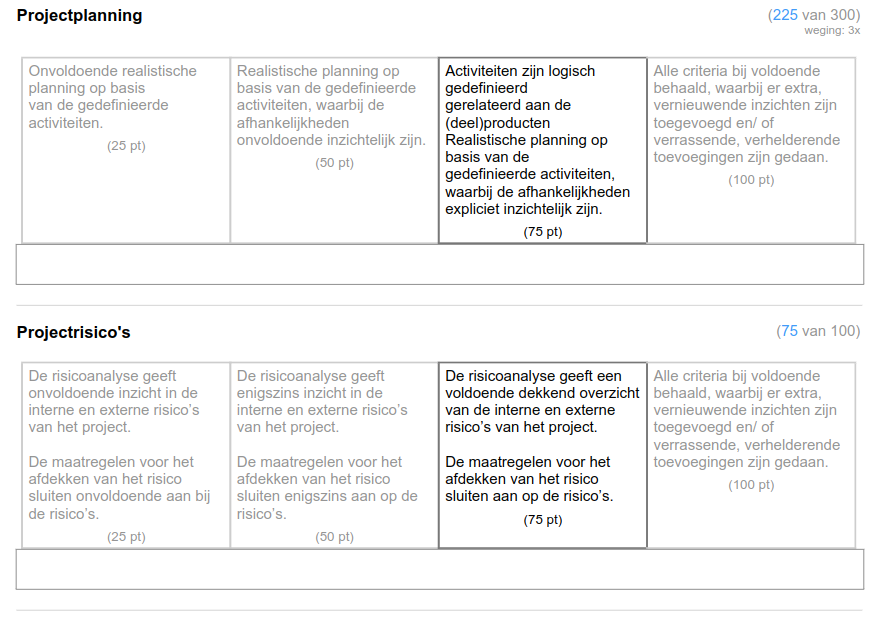 Projectplanning
(225 van 300)
weging: 3x
Onvoldoende realistische
planning op basis
van de gedefinieerde
activiteiten.
(25 pt)
Realistische planning op
basis van de gedefinieerde
activiteiten, waarbij de
afhankelijkheden
onvoldoende inzichtelijk zijn.
(50 pt)
Activiteiten zijn logisch
gedefinieerd
gerelateerd aan de
(deel)producten
Realistische planning op
basis van de
gedefinieerde activiteiten,
waarbij de afhankelijkheden
expliciet inzichtelijk zijn.
(75 pt)
Alle criteria bij voldoende
behaald, waarbij er extra,
vernieuwende inzichten zijn
toegevoegd en/ of
verrassende, verhelderende
toevoegingen zijn gedaan.
(100 pt)
Projectrisico's
(75 van 100)
De risicoanalyse geeft
onvoldoende inzicht in de
interne en externe risico’s
van het project.
De maatregelen voor het
afdekken van het risico
sluiten onvoldoende aan bij
de risico’s.
(25 pt)
De risicoanalyse geeft
enigszins inzicht in de
interne en externe risico’s
van het project.
De maatregelen voor het
afdekken van het risico
sluiten enigszins aan op de
risico’s.
(50 pt)
De risicoanalyse geeft een
voldoende dekkend overzicht
van de interne en externe
risico’s van het project.
De maatregelen voor het
afdekken van het risico
sluiten aan op de risico’s.
(75 pt)
Alle criteria bij voldoende
behaald, waarbij er extra,
vernieuwende inzichten zijn
toegevoegd en/ of
verrassende, verhelderende
toevoegingen zijn gedaan.
(100 pt)